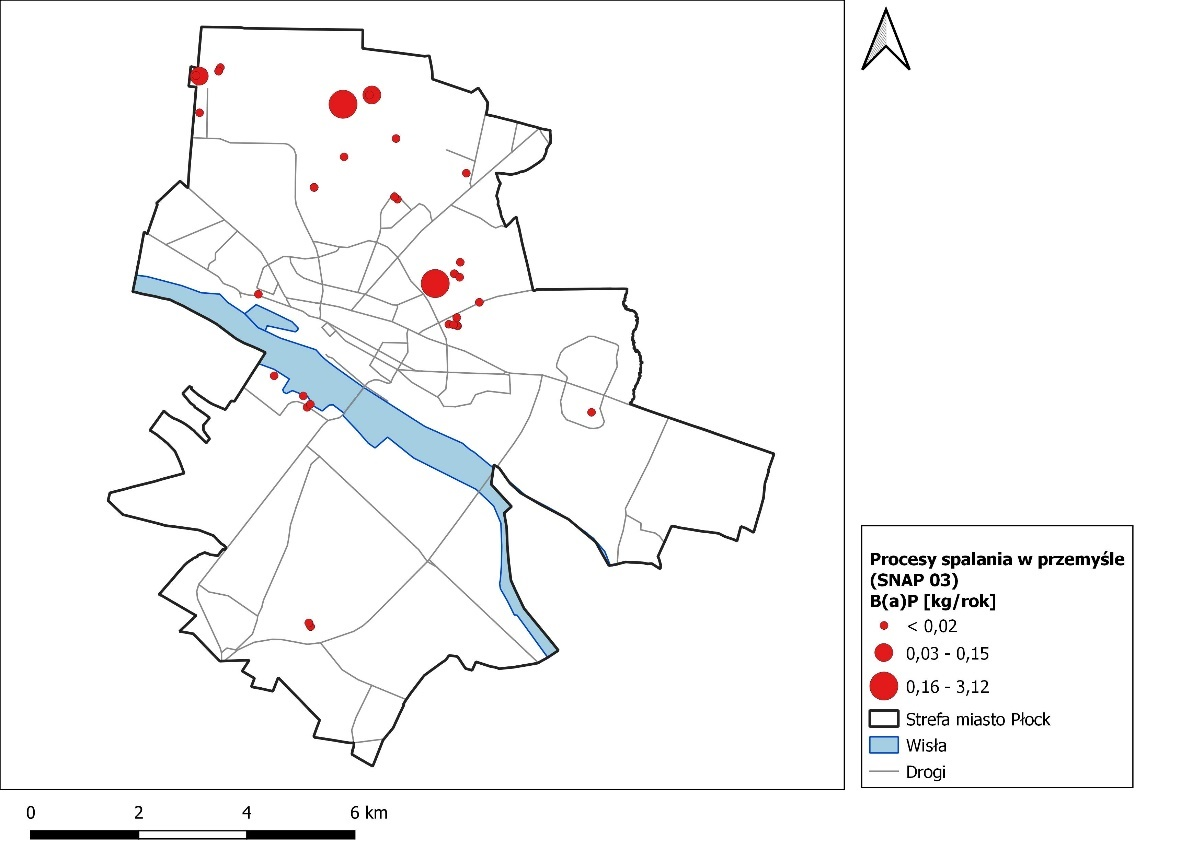 Procesy spalania w przemyśle
(SNAP 03)
B(a)P [kg/rok]
< 0,02
0,03 - 0,15
0,16 - 3,12
Strefa miasto Płock
Wisła
Drogi
0 2 4 6 km